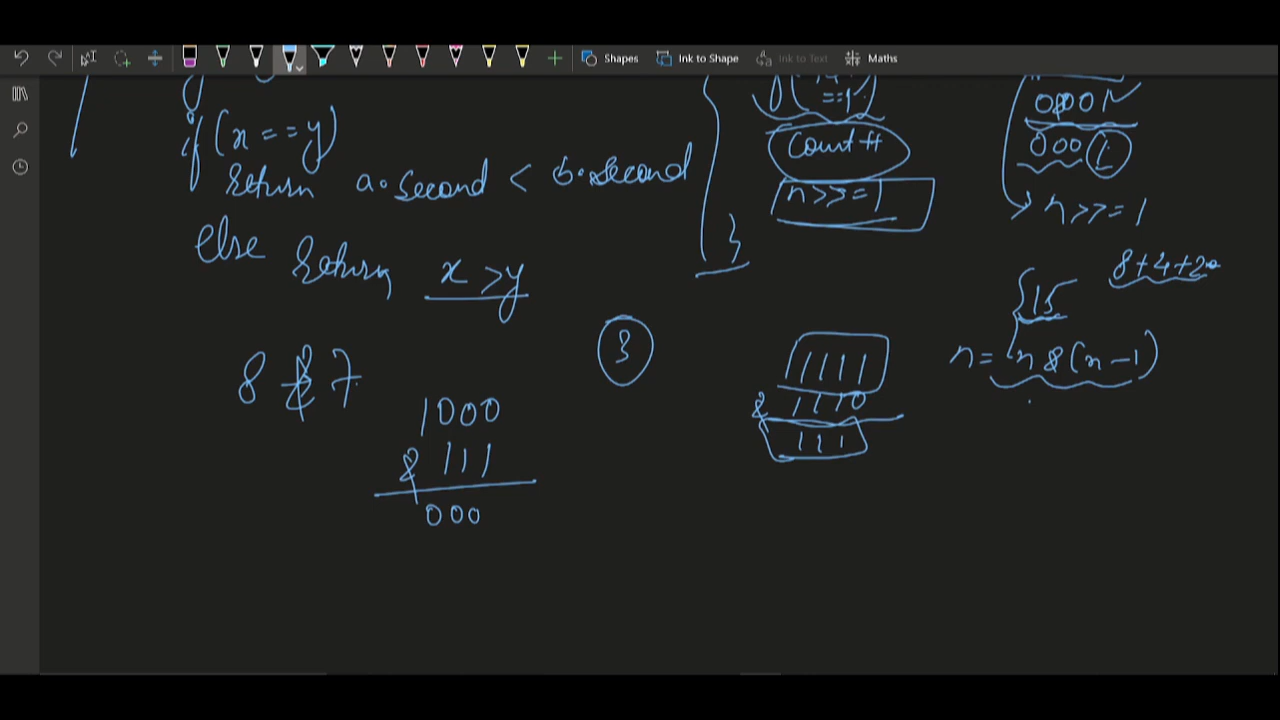 Shapes
Ink to Shape
Ink to Text
Maths
if (x == y)
return a.second < b.second
else return x > y
== 1)
Count ++
n >>= 1
}
0001
n >>= 1
8+4+2
15
n = n & (n - 1)
8 & 7
3
1000
& 111
000
1111
& 1110
111